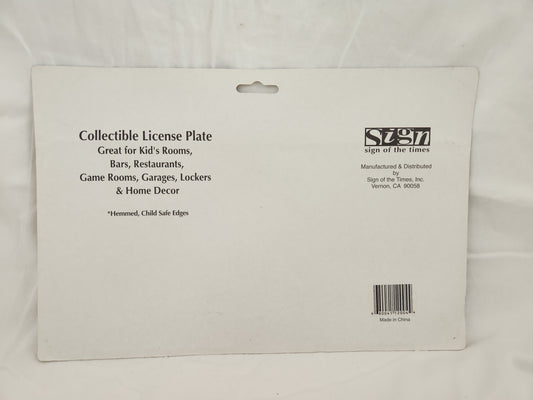 Collectible License Plate
Great for Kid's Rooms,
Bars, Restaurants,
Game Rooms, Garages, Lockers
& Home Decor
*Hemmed, Child Safe Edges
Sign
sign of the times
Manufactured & Distributed
by
Sign of the Times, Inc.
Vernon, CA 90058
Made in China